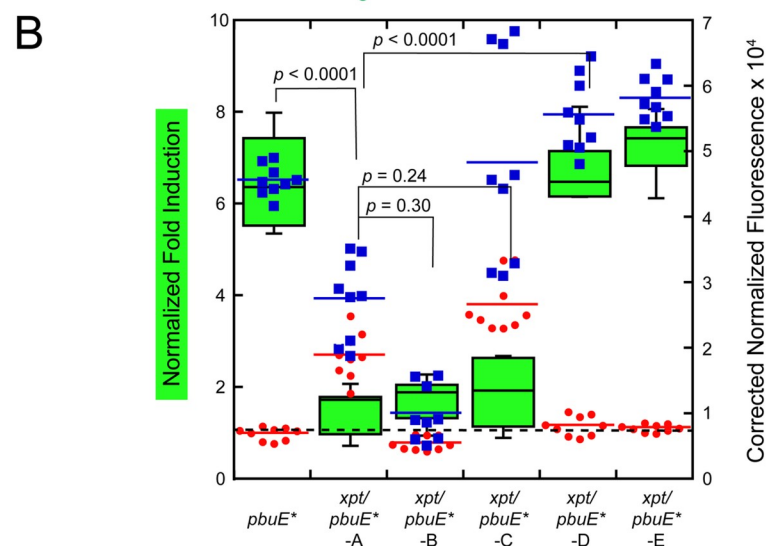 B
Normalized Fold Induction
10
8
6
4
2
0
p < 0.0001
p < 0.0001
p = 0.24
p = 0.30
7
6
5
4
3
2
1
0
Corrected Normalized Fluorescence x 10⁴
pbuE*
xpt/
pbuE*
-A
xpt/
pbuE*
-B
xpt/
pbuE*
-C
xpt/
pbuE*
-D
xpt/
pbuE*
-E